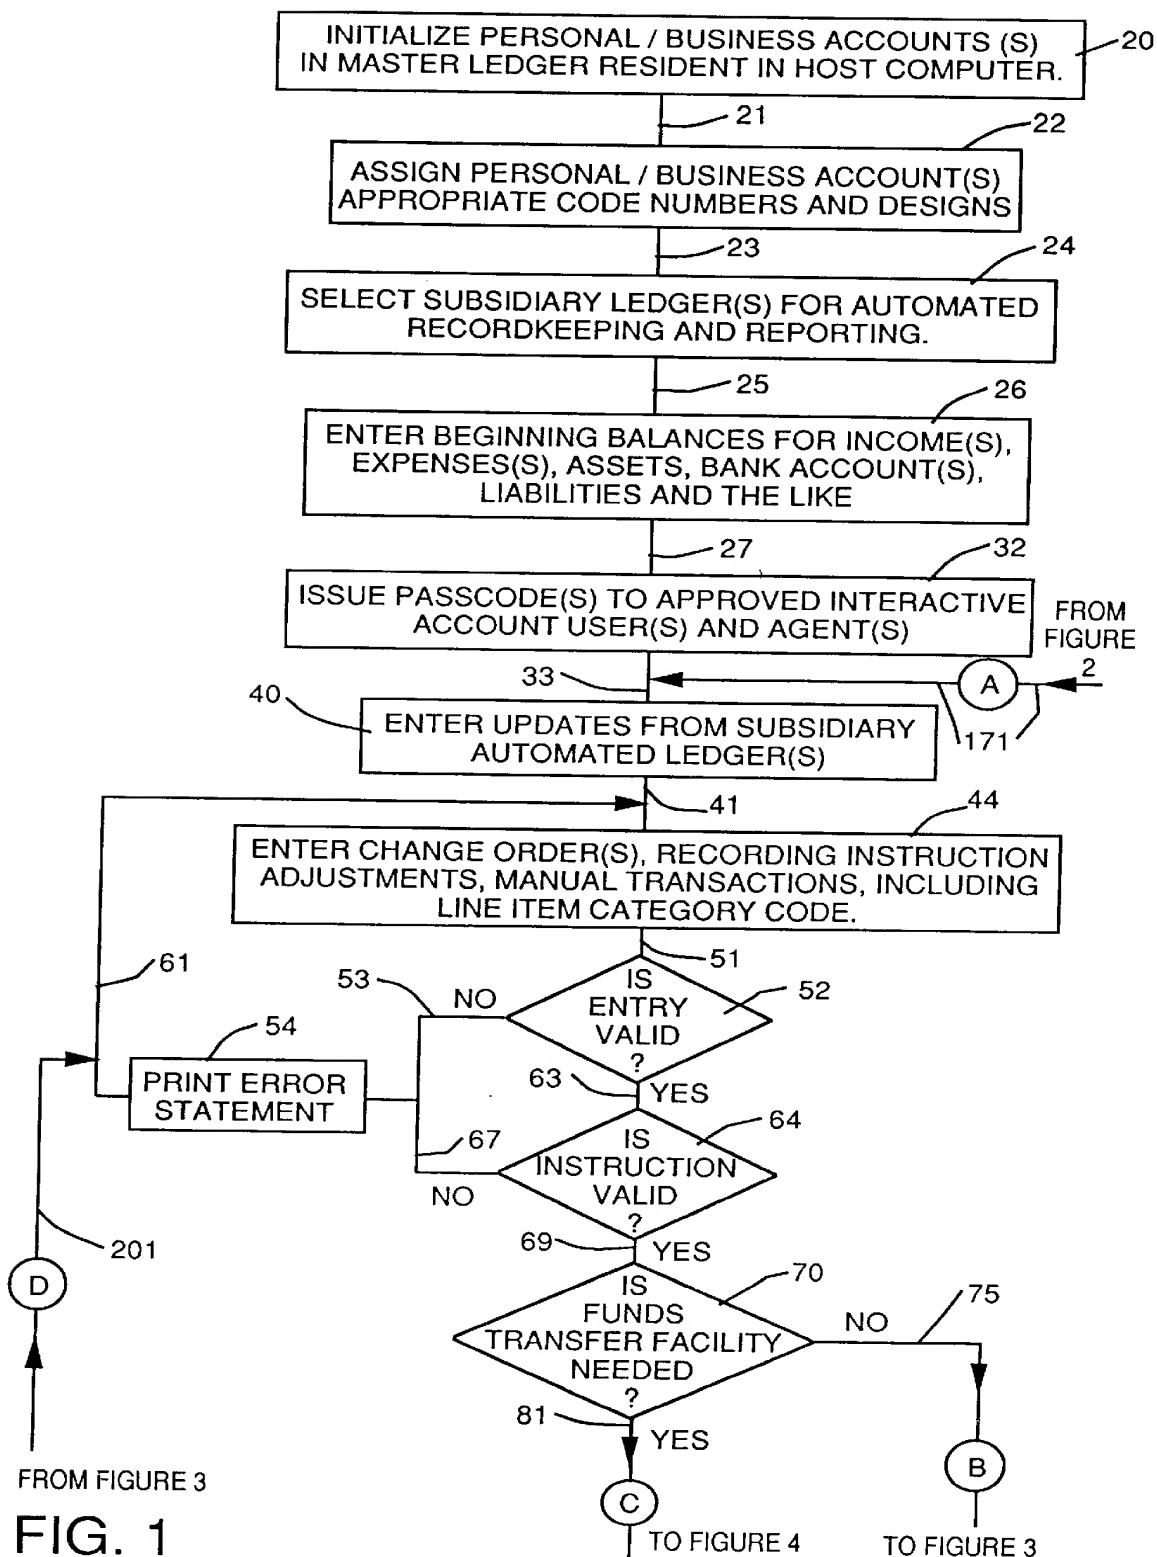 INITIALIZE PERSONAL / BUSINESS ACCOUNTS (S)
IN MASTER LEDGER RESIDENT IN HOST COMPUTER.
20
21
22
ASSIGN PERSONAL / BUSINESS ACCOUNT(S)
APPROPRIATE CODE NUMBERS AND DESIGNS
23
24
SELECT SUBSIDIARY LEDGER(S) FOR AUTOMATED
RECORDKEEPING AND REPORTING.
25
26
ENTER BEGINNING BALANCES FOR INCOME(S),
EXPENSES(S), ASSETS, BANK ACCOUNT(S),
LIABILITIES AND THE LIKE
27
32
ISSUE PASSCODE(S) TO APPROVED INTERACTIVE
ACCOUNT USER(S) AND AGENT(S)
FROM
FIGURE
2
33
A
171
40
ENTER UPDATES FROM SUBSIDIARY
AUTOMATED LEDGER(S)
41
44
ENTER CHANGE ORDER(S), RECORDING INSTRUCTION
ADJUSTMENTS, MANUAL TRANSACTIONS, INCLUDING
LINE ITEM CATEGORY CODE.
51
61
53
NO
IS
ENTRY
VALID
?
52
54
PRINT ERROR
STATEMENT
63
YES
64
67
NO
IS
INSTRUCTION
VALID
?
69
YES
201
D
70
IS
FUNDS
TRANSFER FACILITY
NEEDED
?
NO
75
81
YES
B
C
FROM FIGURE 3
TO FIGURE 4
TO FIGURE 3
FIG. 1